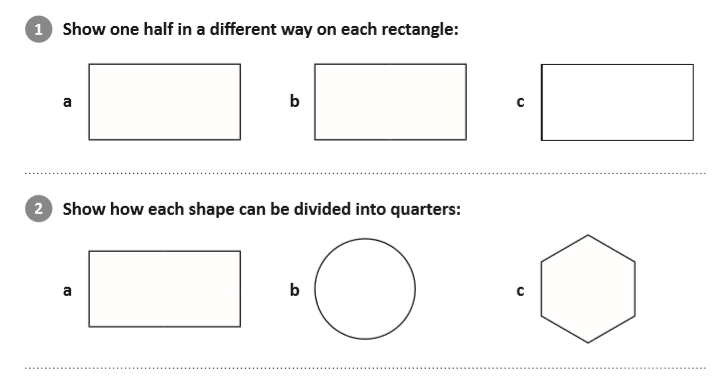 1 Show one half in a different way on each rectangle:
a b c
2 Show how each shape can be divided into quarters:
a b c